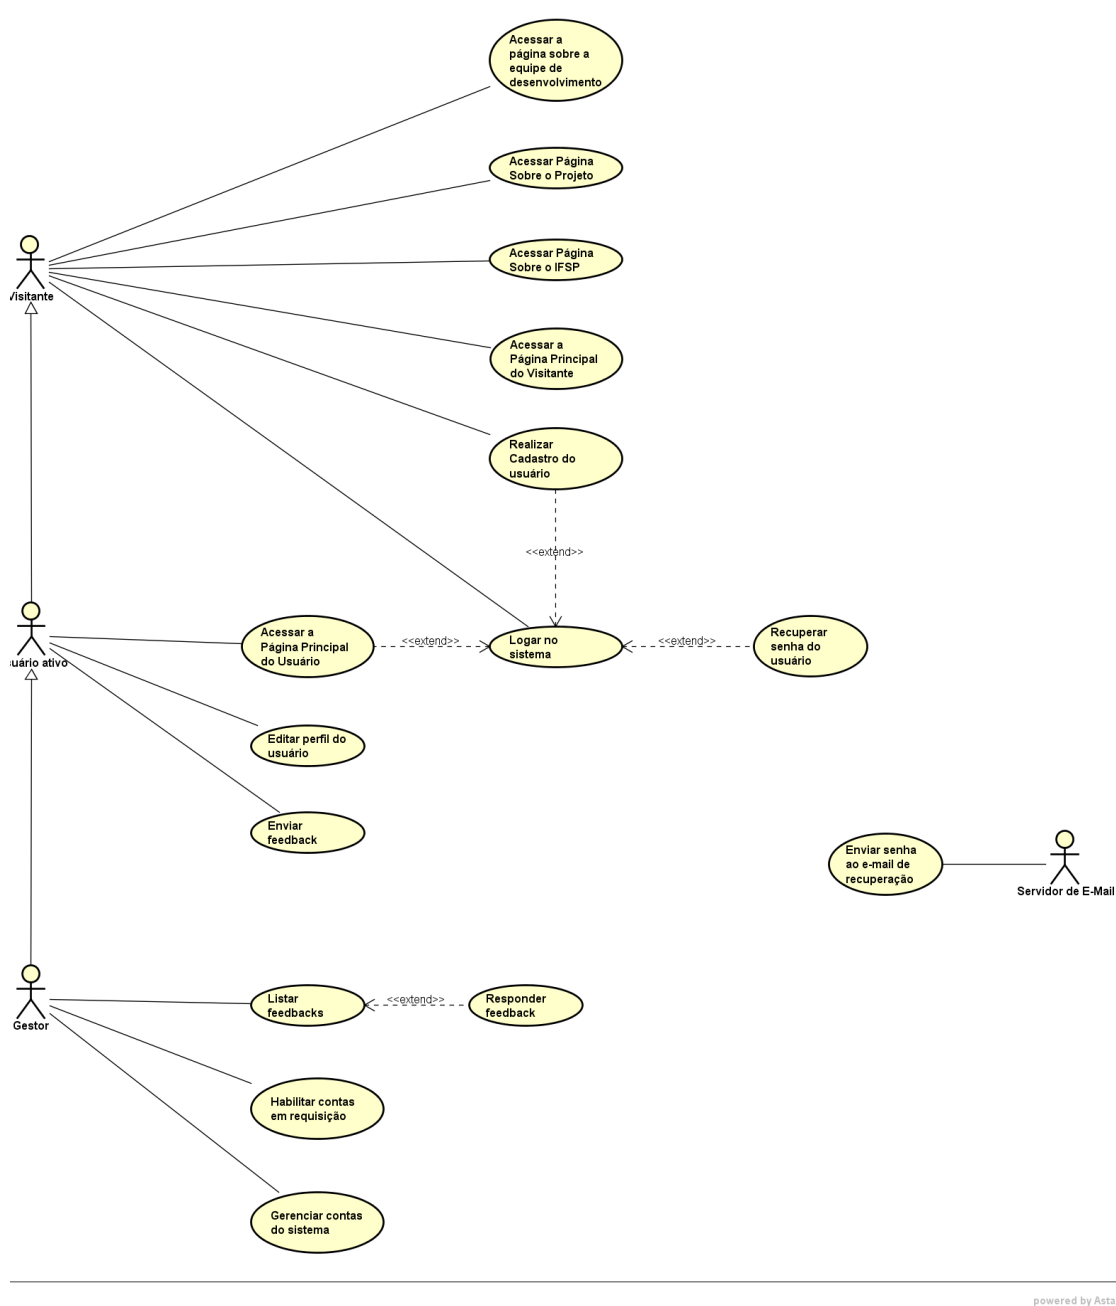 Acessar a
página sobre a
equipe de
desenvolvimento
Acessar Página
Sobre o Projeto
Acessar Página
Sobre o IFSP
Visitante
Acessar a
Página Principal
do Visitante
Realizar
Cadastro do
usuário
<<extend>>
Acessar a
Página Principal
do Usuário
<<extend>>
Logar no
sistema
<<extend>>
Recuperar
senha do
usuário
suário ativo
Editar perfil do
usuário
Enviar
feedback
Enviar senha
ao e-mail de
recuperação
Servidor de E-Mail
Gestor
Listar
feedbacks
<<extend>>
Responder
feedback
Habilitar contas
em requisição
Gerenciar contas
do sistema
powered by Asta